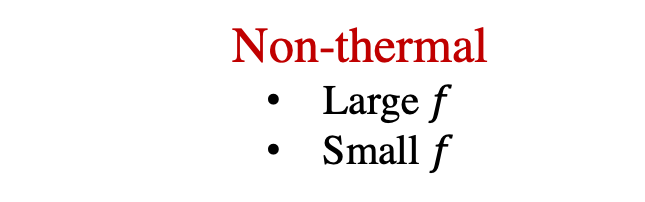 Non-thermal
• Large 𝑓
• Small 𝑓